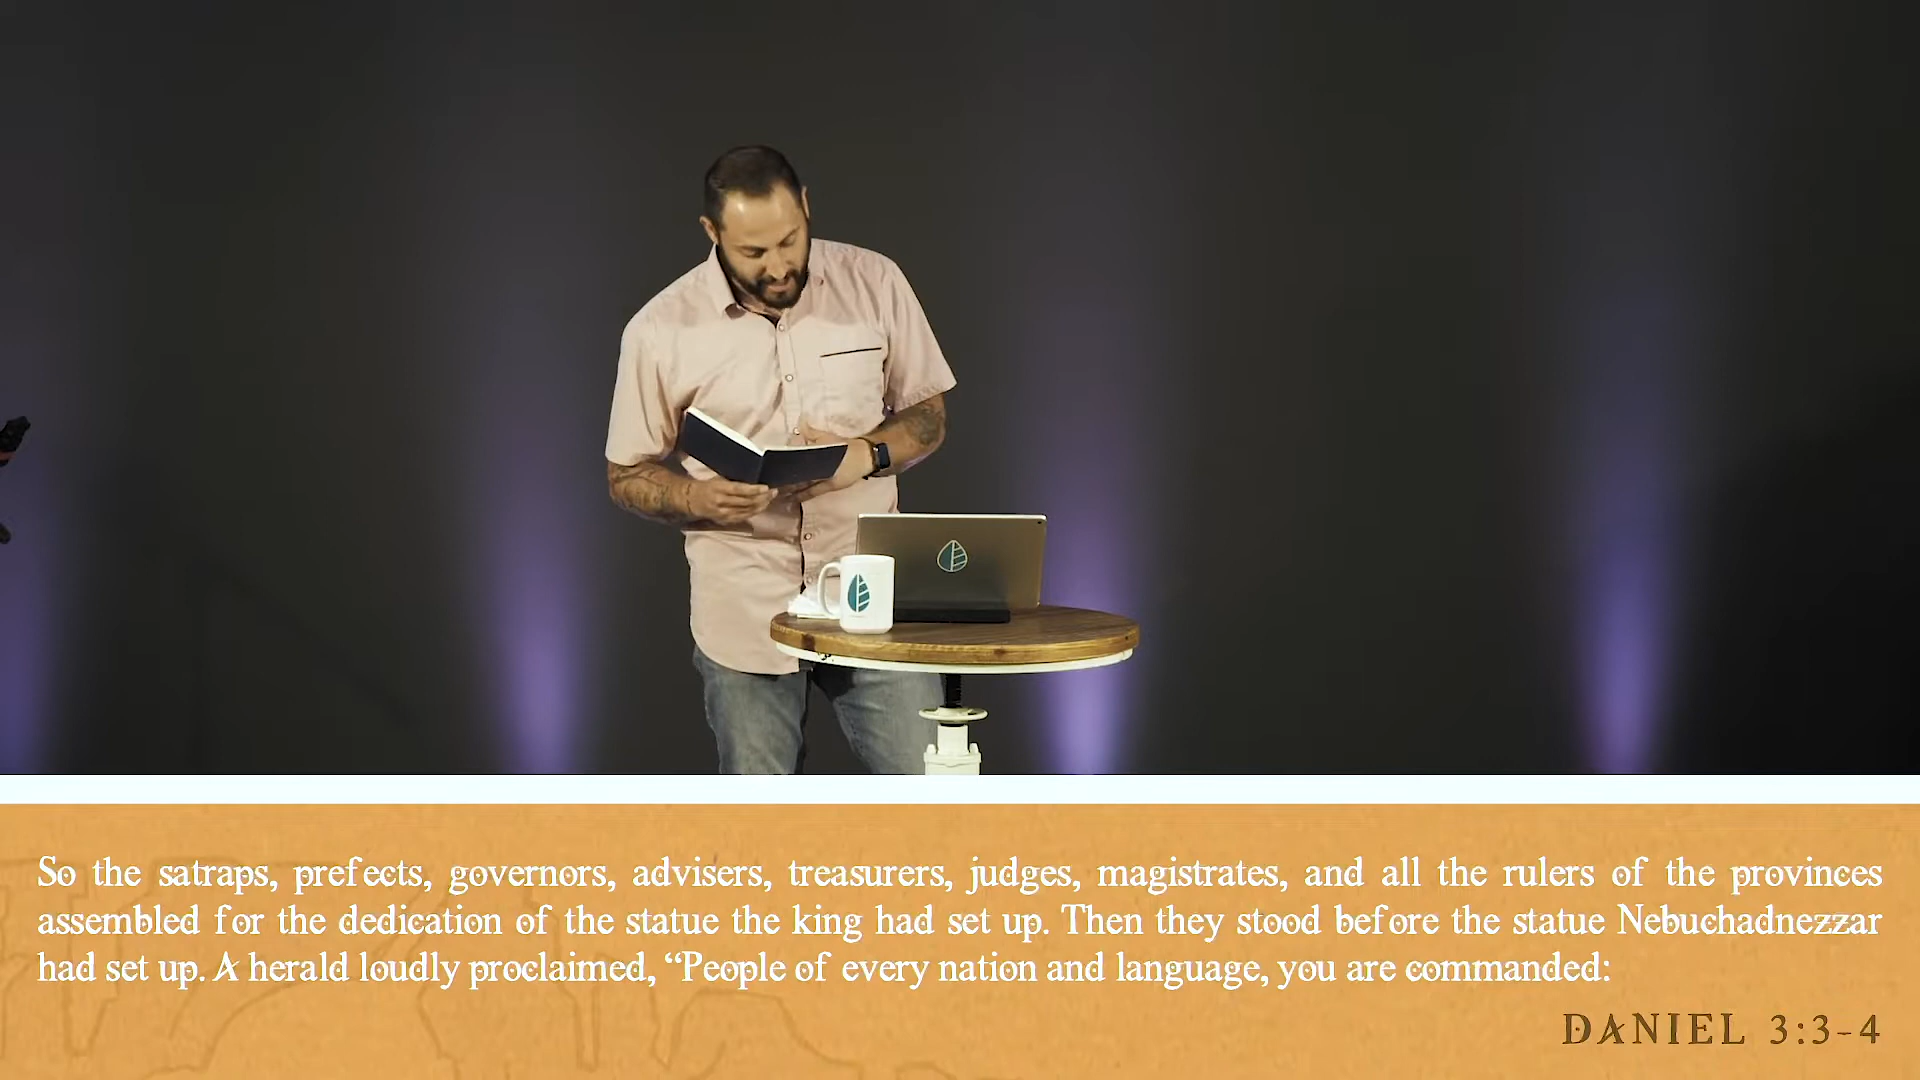 So the satraps, prefects, governors, advisers, treasurers, judges, magistrates, and all the rulers of the provinces
assembled for the dedication of the statue the king had set up. Then they stood before the statue Nebuchadnezzar
had set up. A herald loudly proclaimed, “People of every nation and language, you are commanded:
DANIEL 3:3-4